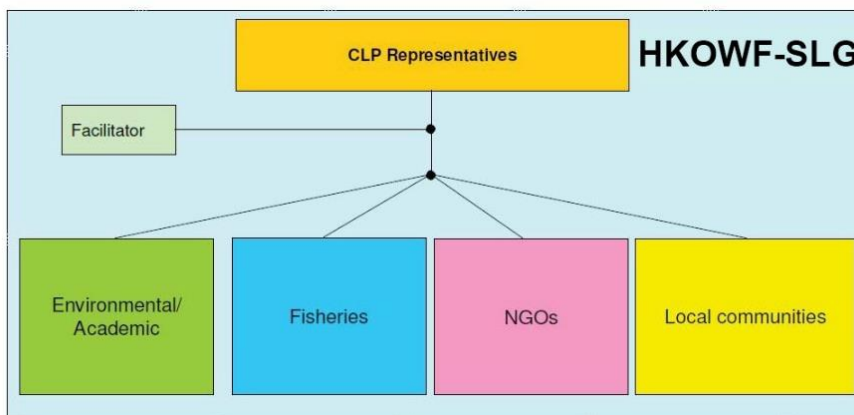 CLP Representatives
HKOWF-SLG
Facilitator
Environmental/
Academic
Fisheries
NGOs
Local communities